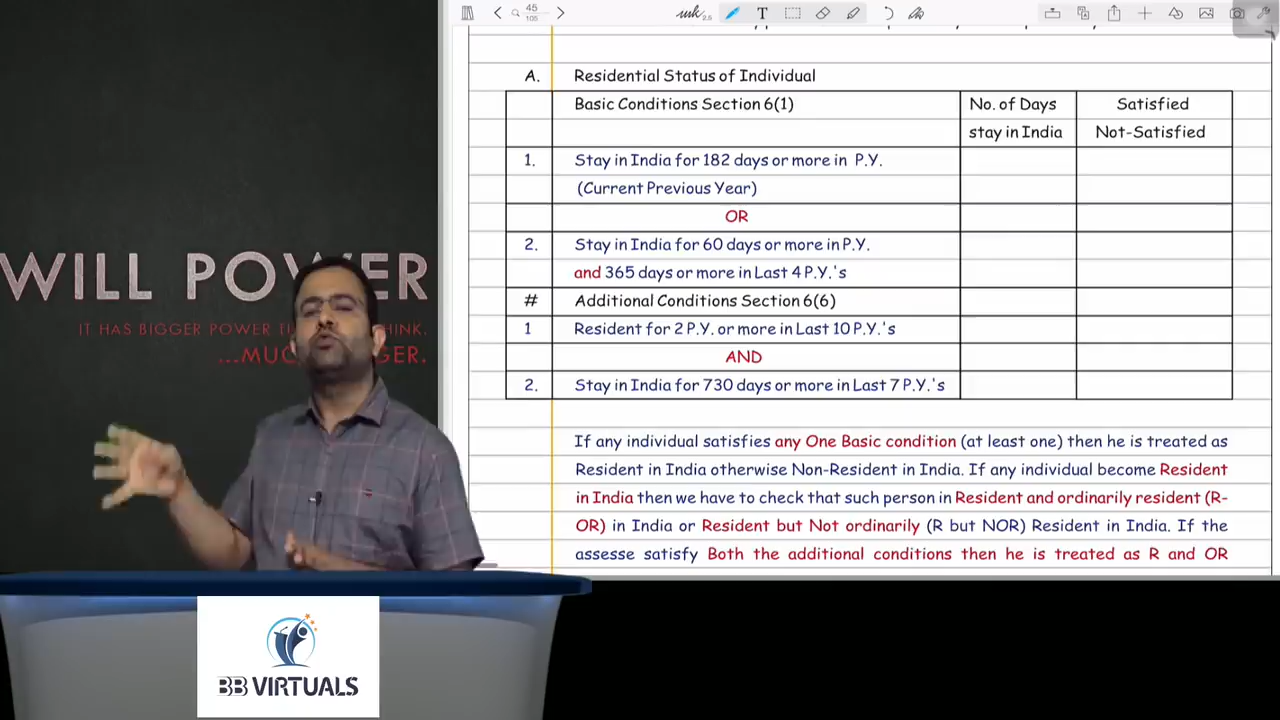 45
105
2.5
T
WILL POWER
IT HAS BIGGER POWER THINK.
...MUC GER.
A. Residential Status of Individual
Basic Conditions Section 6(1) No. of Days Satisfied
stay in India Not-Satisfied
1. Stay in India for 182 days or more in P.Y.
(Current Previous Year)
OR
2. Stay in India for 60 days or more in P.Y.
and 365 days or more in Last 4 P.Y.'s
# Additional Conditions Section 6(6)
1 Resident for 2 P.Y. or more in Last 10 P.Y.'s
AND
2. Stay in India for 730 days or more in Last 7 P.Y.'s
If any individual satisfies any One Basic condition (at least one) then he is treated as
Resident in India otherwise Non-Resident in India. If any individual become Resident
in India then we have to check that such person in Resident and ordinarily resident (R-
OR) in India or Resident but Not ordinarily (R but NOR) Resident in India. If the
assesse satisfy Both the additional conditions then he is treated as R and OR
BB VIRTUALS